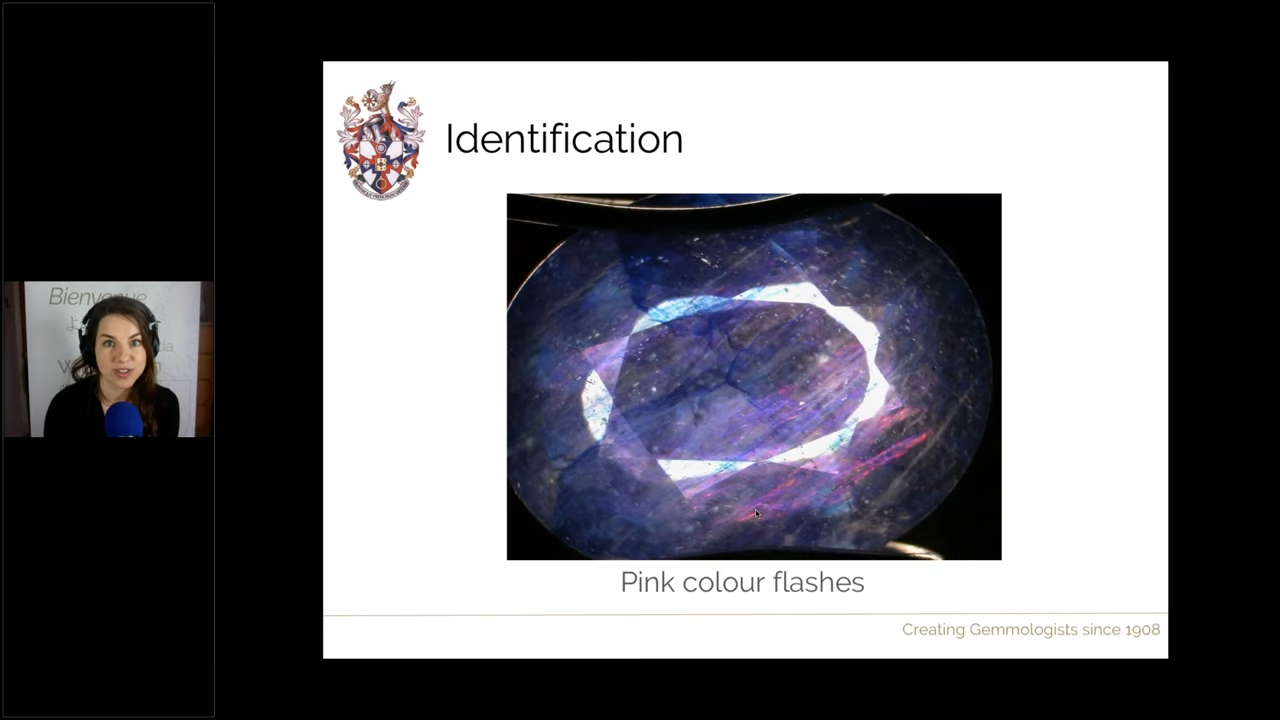 Identification
Pink colour flashes
Creating Gemmologists since 1908
Bienvenue